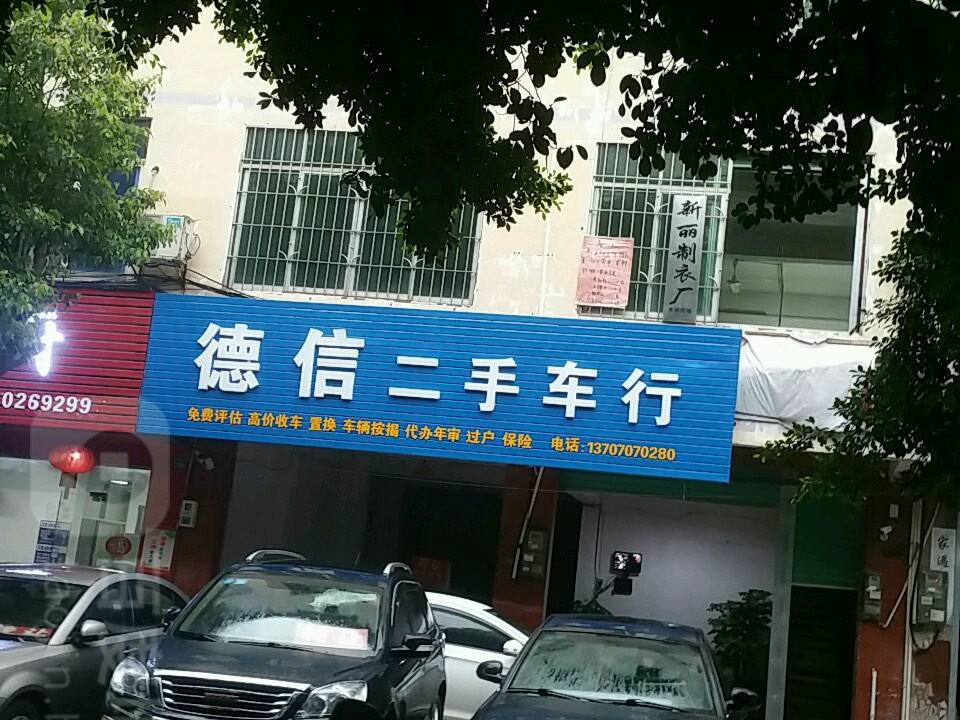 新丽制衣厂
德信二手车行
免费评估 高价收车 置换 车辆按揭 代办年审 过户 保险 电话:13707070280
0269299